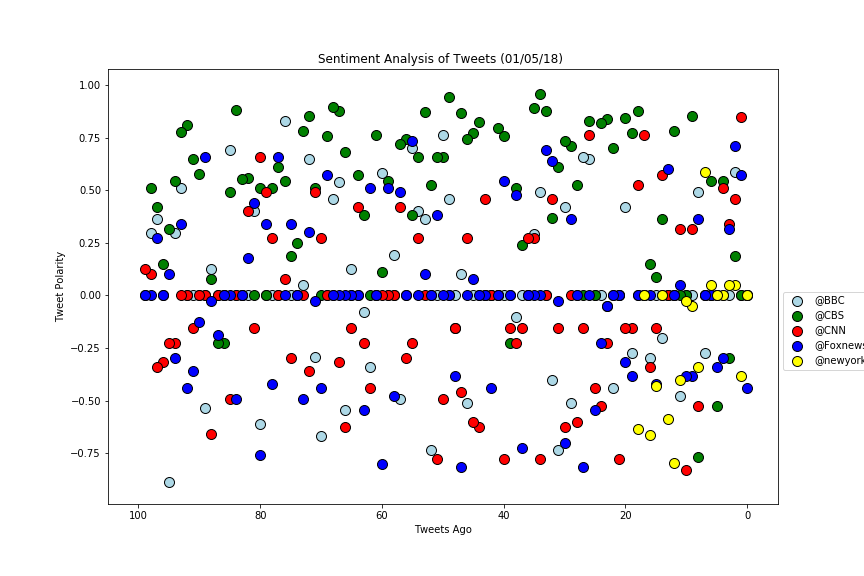 Sentiment Analysis of Tweets (01/05/18)
1.00
0.75
0.50
0.25
0.00
−0.25
−0.50
−0.75
Tweet Polarity
100
80
60
40
20
0
Tweets Ago
@BBC
@CBS
@CNN
@Foxnews
@newyork